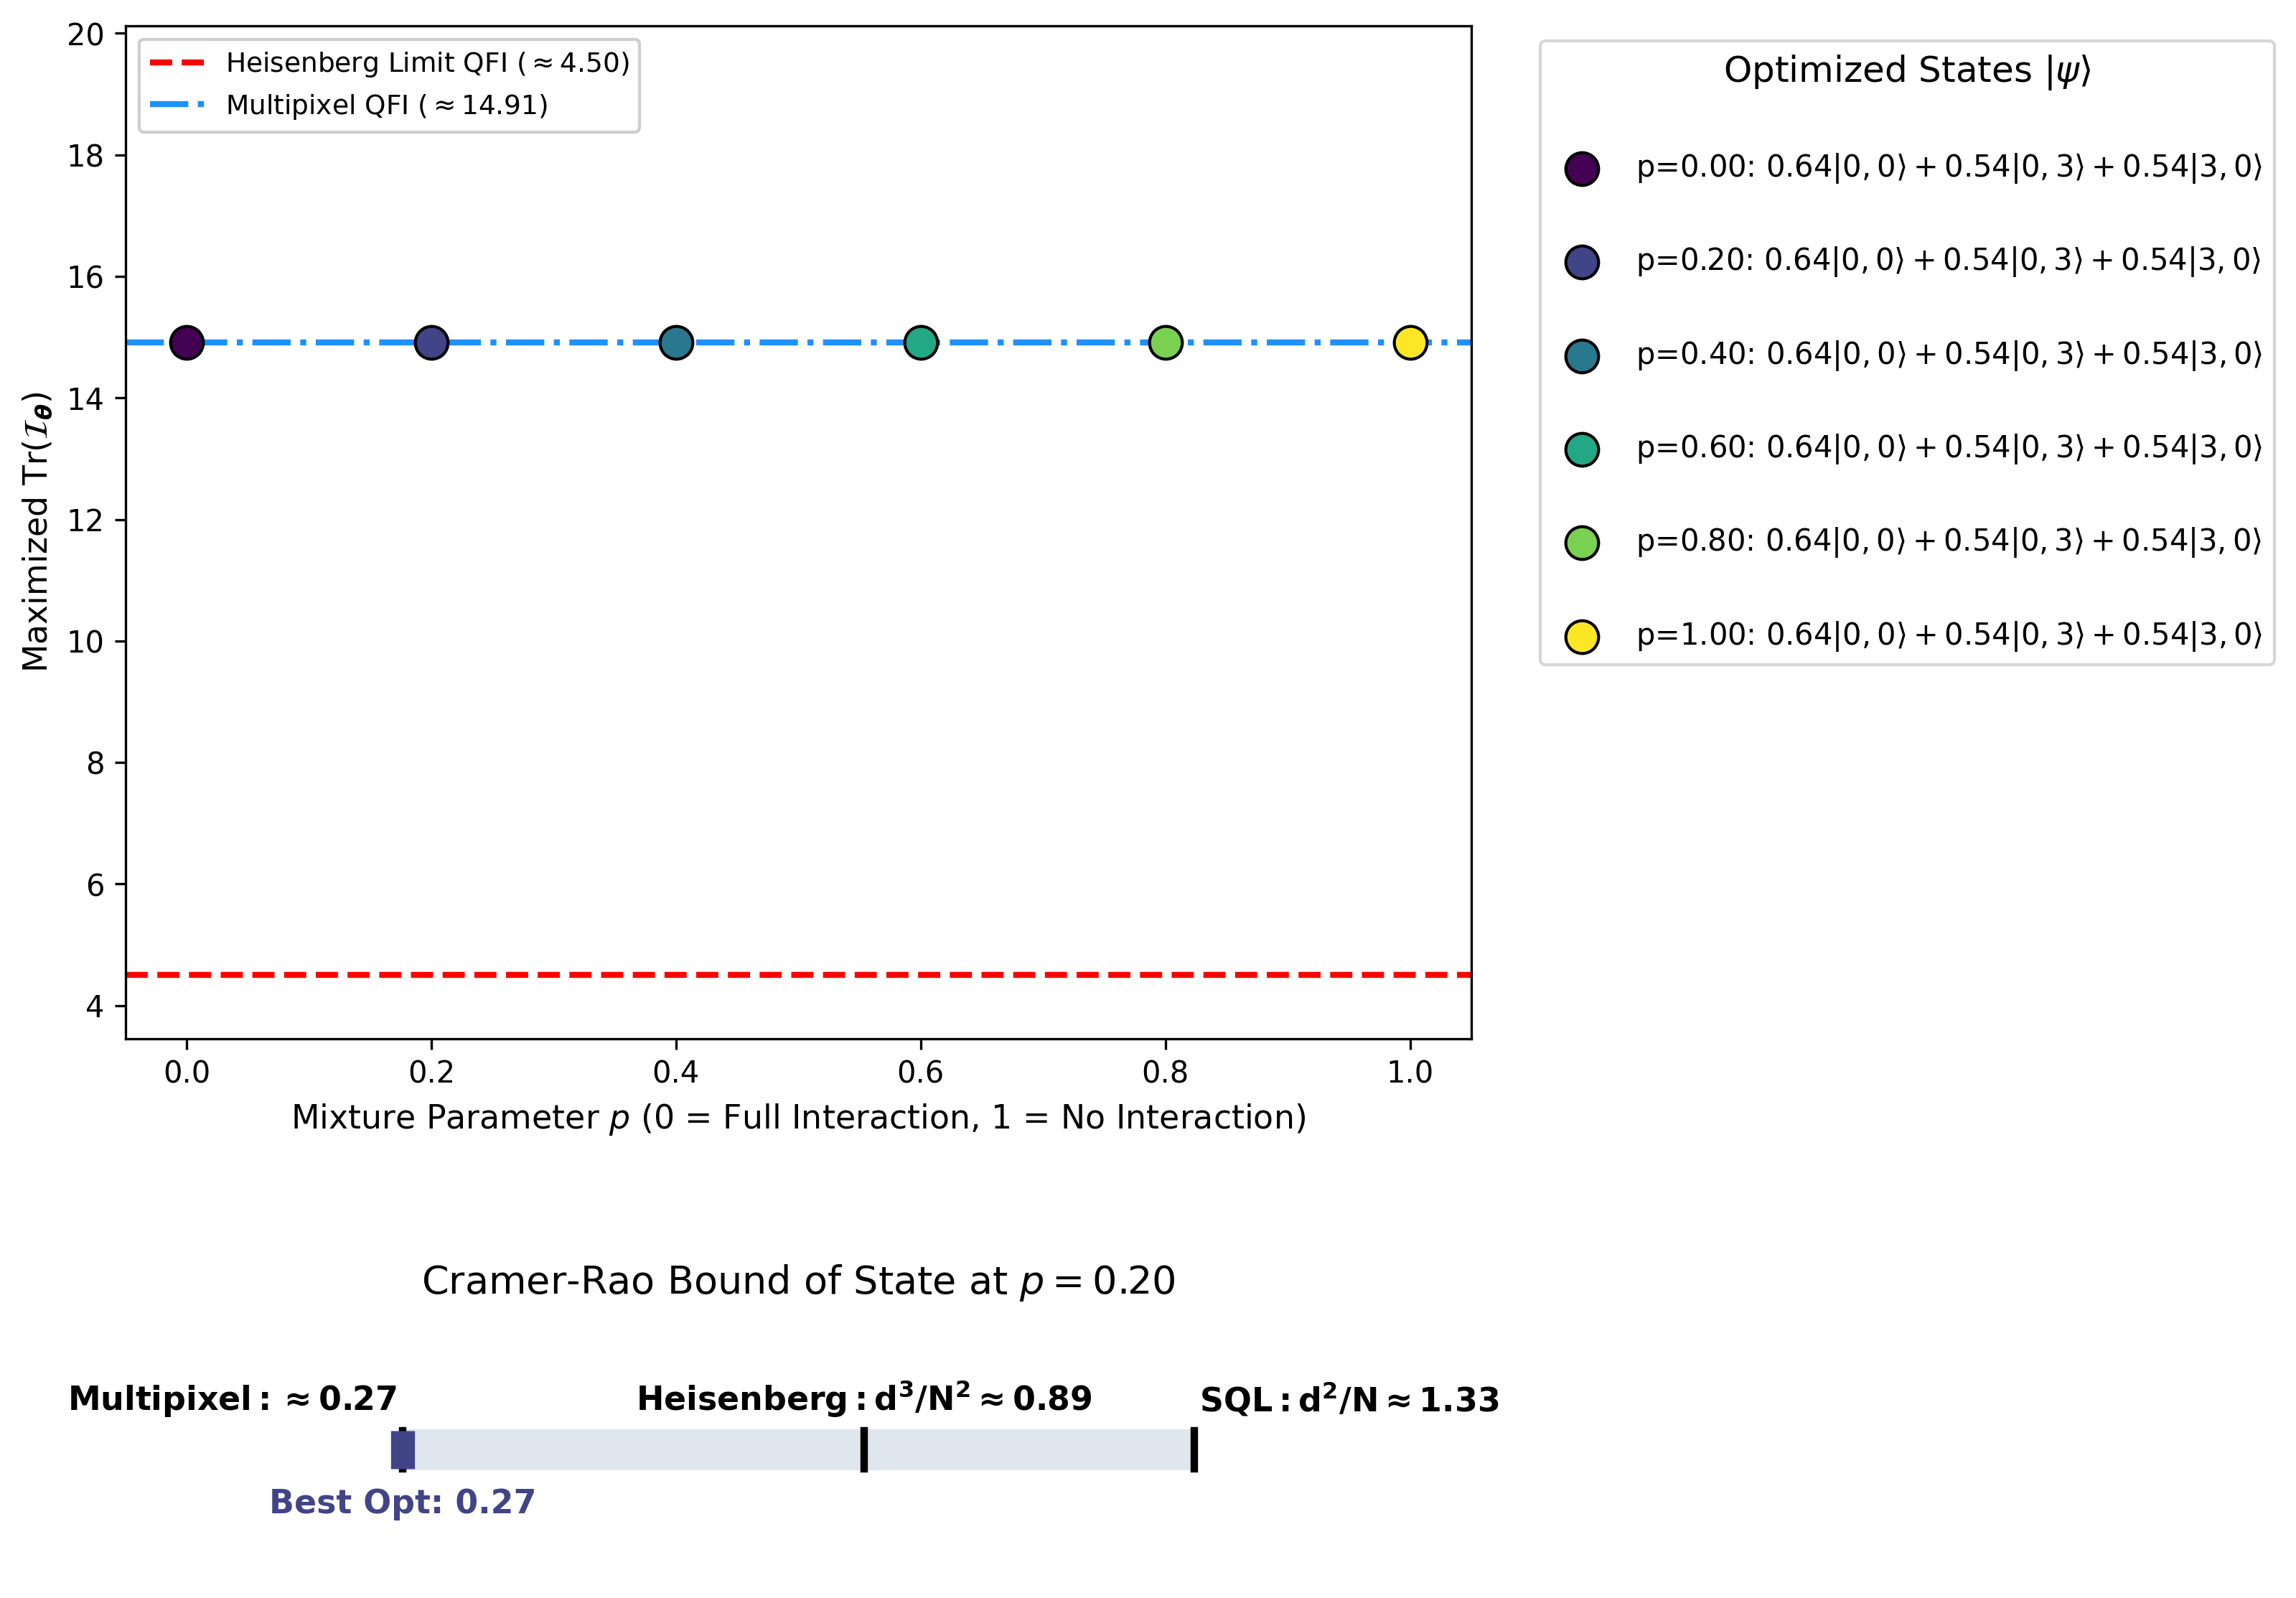 20
18
16
14
12
10
8
6
4
Maximized Tr(ℐ_𝜽)
Heisenberg Limit QFI (≈4.50)
Multipixel QFI (≈14.91)
0.0 0.2 0.4 0.6 0.8 1.0
Mixture Parameter p (0 = Full Interaction, 1 = No Interaction)
Optimized States |ψ⟩
p=0.00: 0.64|0, 0⟩ + 0.54|0, 3⟩ + 0.54|3, 0⟩
p=0.20: 0.64|0, 0⟩ + 0.54|0, 3⟩ + 0.54|3, 0⟩
p=0.40: 0.64|0, 0⟩ + 0.54|0, 3⟩ + 0.54|3, 0⟩
p=0.60: 0.64|0, 0⟩ + 0.54|0, 3⟩ + 0.54|3, 0⟩
p=0.80: 0.64|0, 0⟩ + 0.54|0, 3⟩ + 0.54|3, 0⟩
p=1.00: 0.64|0, 0⟩ + 0.54|0, 3⟩ + 0.54|3, 0⟩
Cramer-Rao Bound of State at p = 0.20
Multipixel: ≈0.27
Heisenberg: d³/N² ≈ 0.89
SQL: d²/N ≈ 1.33
Best Opt: 0.27